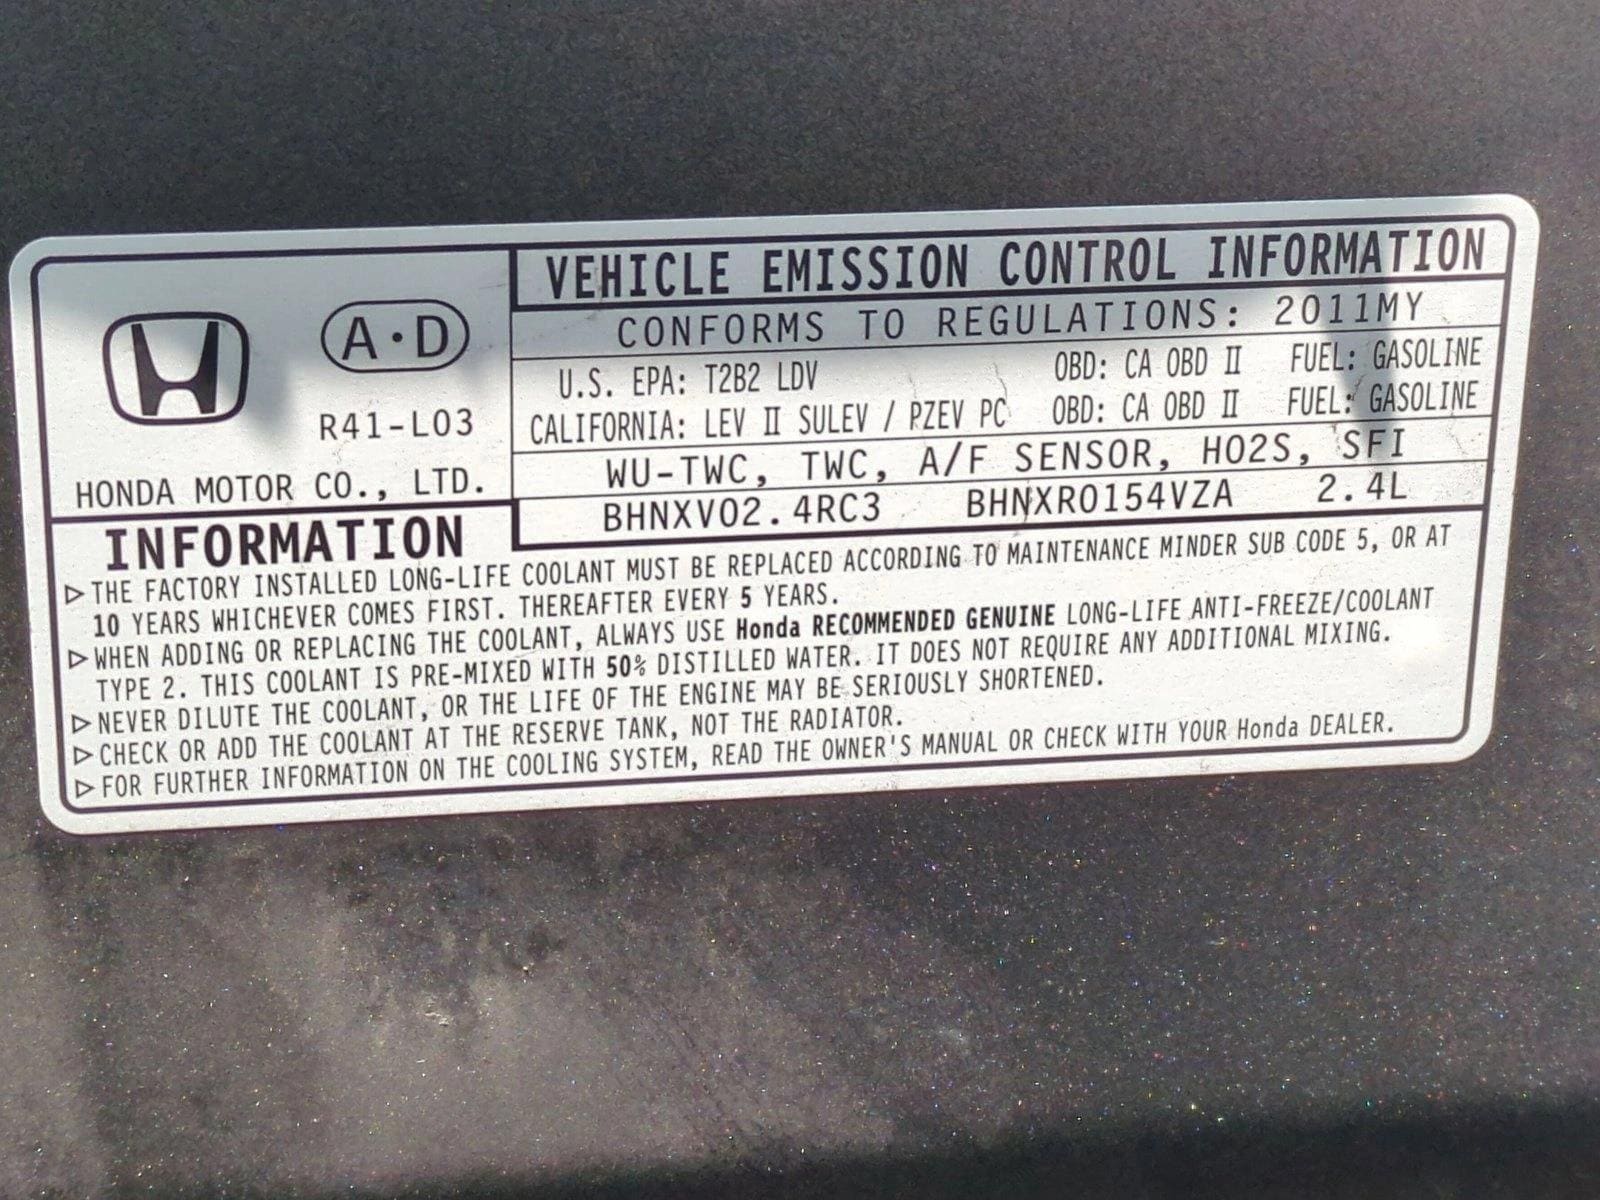 A·D
R41-L03
HONDA MOTOR CO., LTD.
VEHICLE EMISSION CONTROL INFORMATION
CONFORMS TO REGULATIONS: 2011MY
U.S. EPA: T2B2 LDV OBD: CA OBD II FUEL: GASOLINE
CALIFORNIA: LEV II SULEV / PZEV PC OBD: CA OBD II FUEL: GASOLINE
WU-TWC, TWC, A/F SENSOR, HO2S, SFI
BHNXV02.4RC3 BHNXR0154VZA 2.4L
INFORMATION
▷ THE FACTORY INSTALLED LONG-LIFE COOLANT MUST BE REPLACED ACCORDING TO MAINTENANCE MINDER SUB CODE 5, OR AT
10 YEARS WHICHEVER COMES FIRST. THEREAFTER EVERY 5 YEARS.
▷ WHEN ADDING OR REPLACING THE COOLANT, ALWAYS USE Honda RECOMMENDED GENUINE LONG-LIFE ANTI-FREEZE/COOLANT
TYPE 2. THIS COOLANT IS PRE-MIXED WITH 50% DISTILLED WATER. IT DOES NOT REQUIRE ANY ADDITIONAL MIXING.
▷ NEVER DILUTE THE COOLANT, OR THE LIFE OF THE ENGINE MAY BE SERIOUSLY SHORTENED.
▷ CHECK OR ADD THE COOLANT AT THE RESERVE TANK, NOT THE RADIATOR.
▷ FOR FURTHER INFORMATION ON THE COOLING SYSTEM, READ THE OWNER'S MANUAL OR CHECK WITH YOUR Honda DEALER.